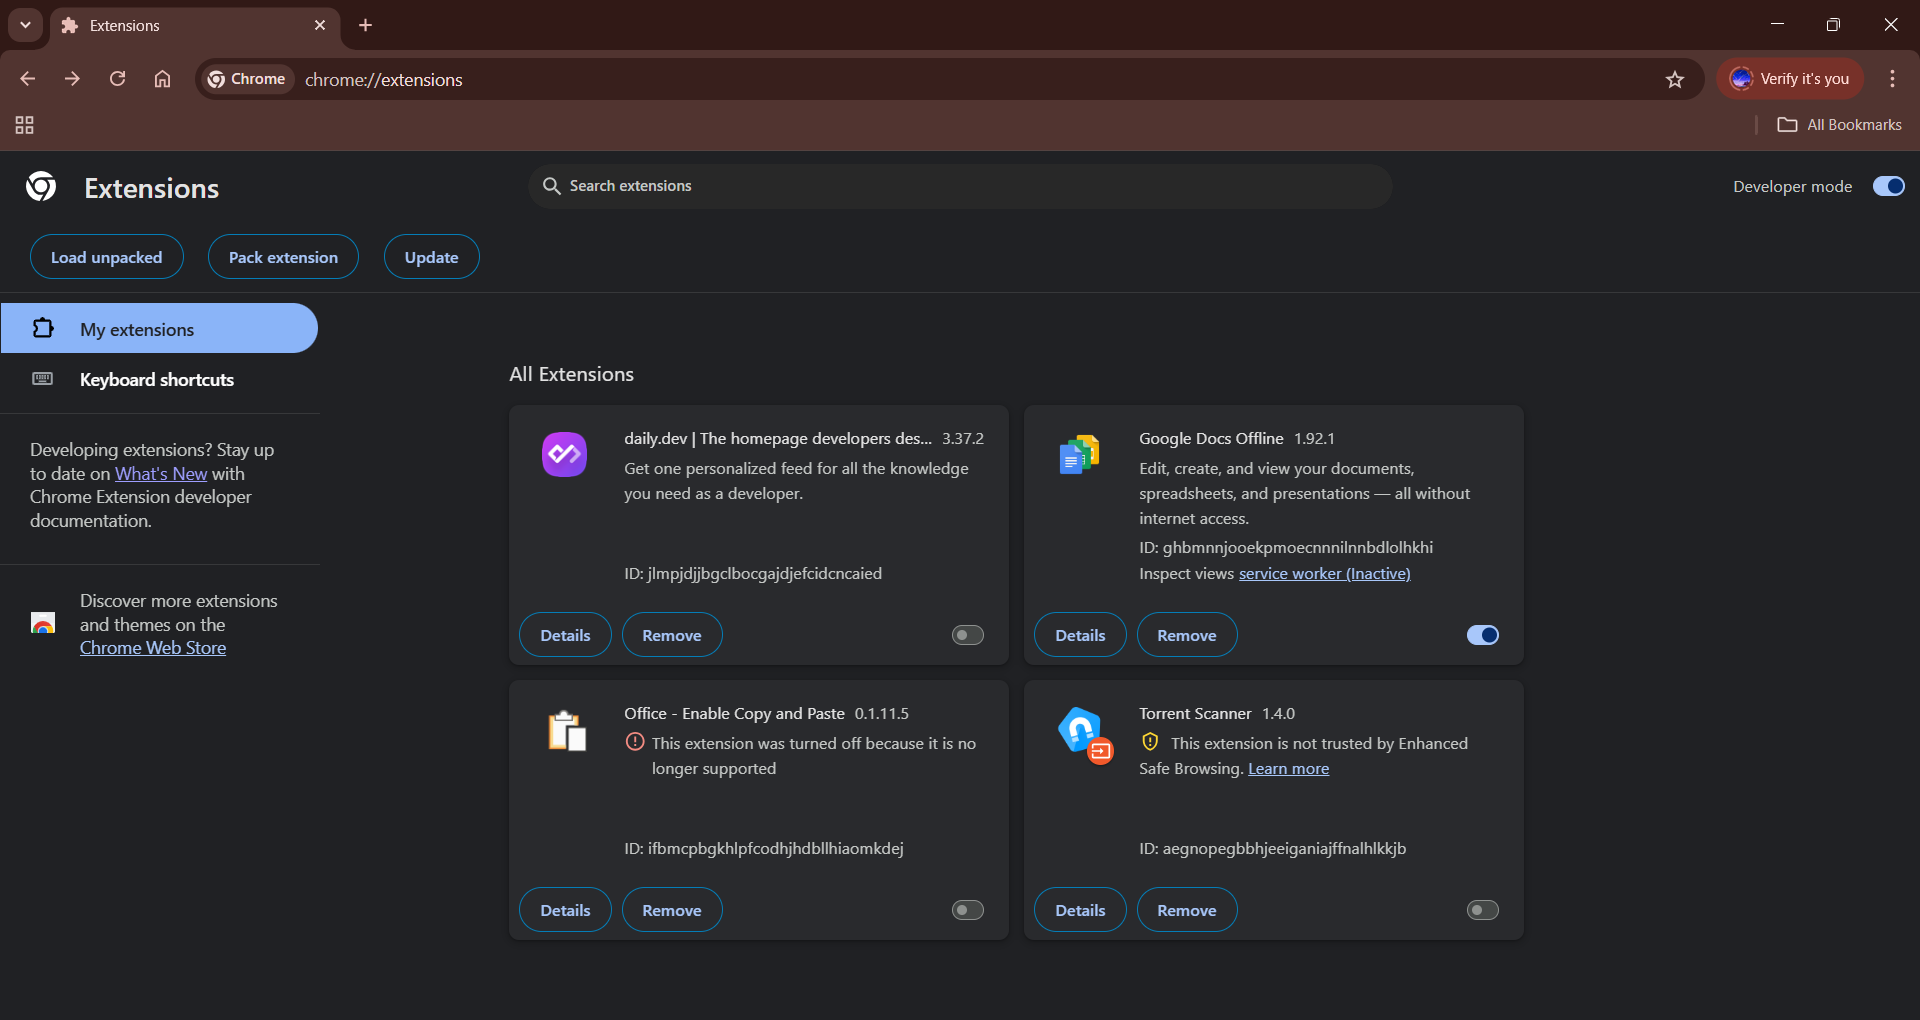 Extensions
Chrome chrome://extensions
Verify it's you
All Bookmarks
Extensions
Search extensions
Developer mode
Load unpacked
Pack extension
Update
My extensions
Keyboard shortcuts
Developing extensions? Stay up
to date on What's New with
Chrome Extension developer
documentation.
Discover more extensions
and themes on the
Chrome Web Store
All Extensions
daily.dev | The homepage developers des... 3.37.2
Get one personalized feed for all the knowledge
you need as a developer.
ID: jlmpjdjjbgclbocgajdjefcidcncaied
Details
Remove
Google Docs Offline 1.92.1
Edit, create, and view your documents,
spreadsheets, and presentations — all without
internet access.
ID: ghbmnnjooekpmoecnnnilnnbdlolhkhi
Inspect views service worker (Inactive)
Details
Remove
Office - Enable Copy and Paste 0.1.11.5
This extension was turned off because it is no
longer supported
ID: ifbmcpbgkhlpfcodhjhdbllhiaomkdej
Details
Remove
Torrent Scanner 1.4.0
This extension is not trusted by Enhanced
Safe Browsing. Learn more
ID: aegnopegbbhjeeiganiajffnalhlkkjb
Details
Remove